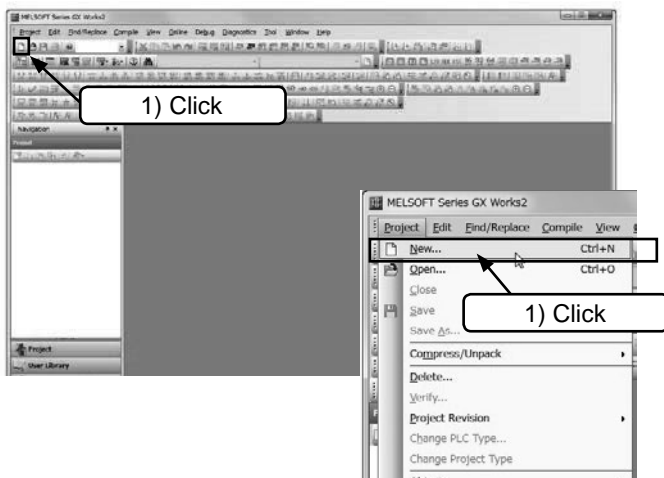 MELSOFT Series GX Works2
Project Edit Find/Replace Compile View Online Debug Diagnostics Tool Window Help
1) Click
Navigation
Project
Project
User Library
MELSOFT Series GX Works2
Project Edit Find/Replace Compile View
New... Ctrl+N
Open... Ctrl+O
Close
Save
1) Click
Save As...
Compress/Unpack
Delete...
Verify...
Project Revision
Change PLC Type...
Change Project Type